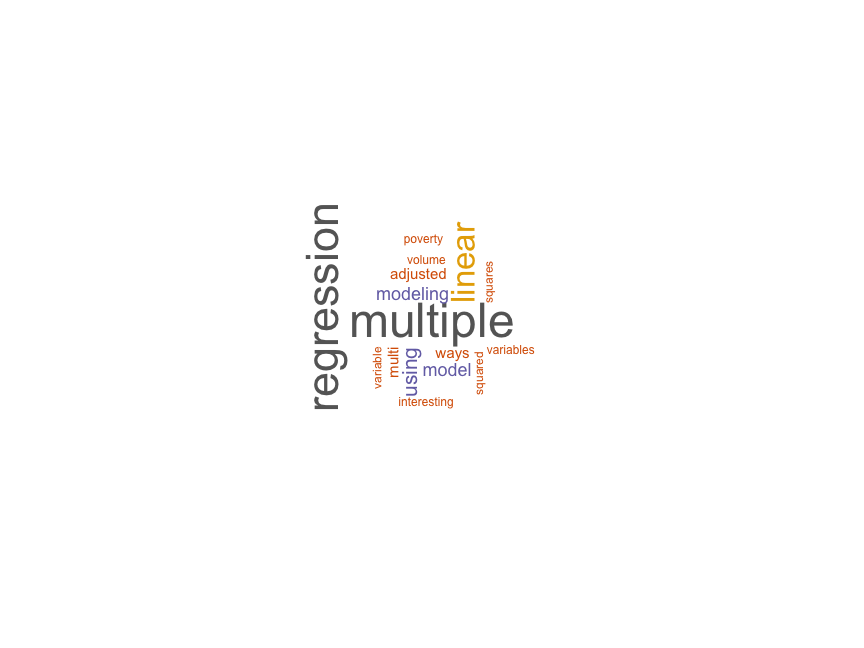 regression
poverty
linear
volume
adjusted
squares
modeling
multiple
variable
multi
using
ways
variables
model
squared
interesting